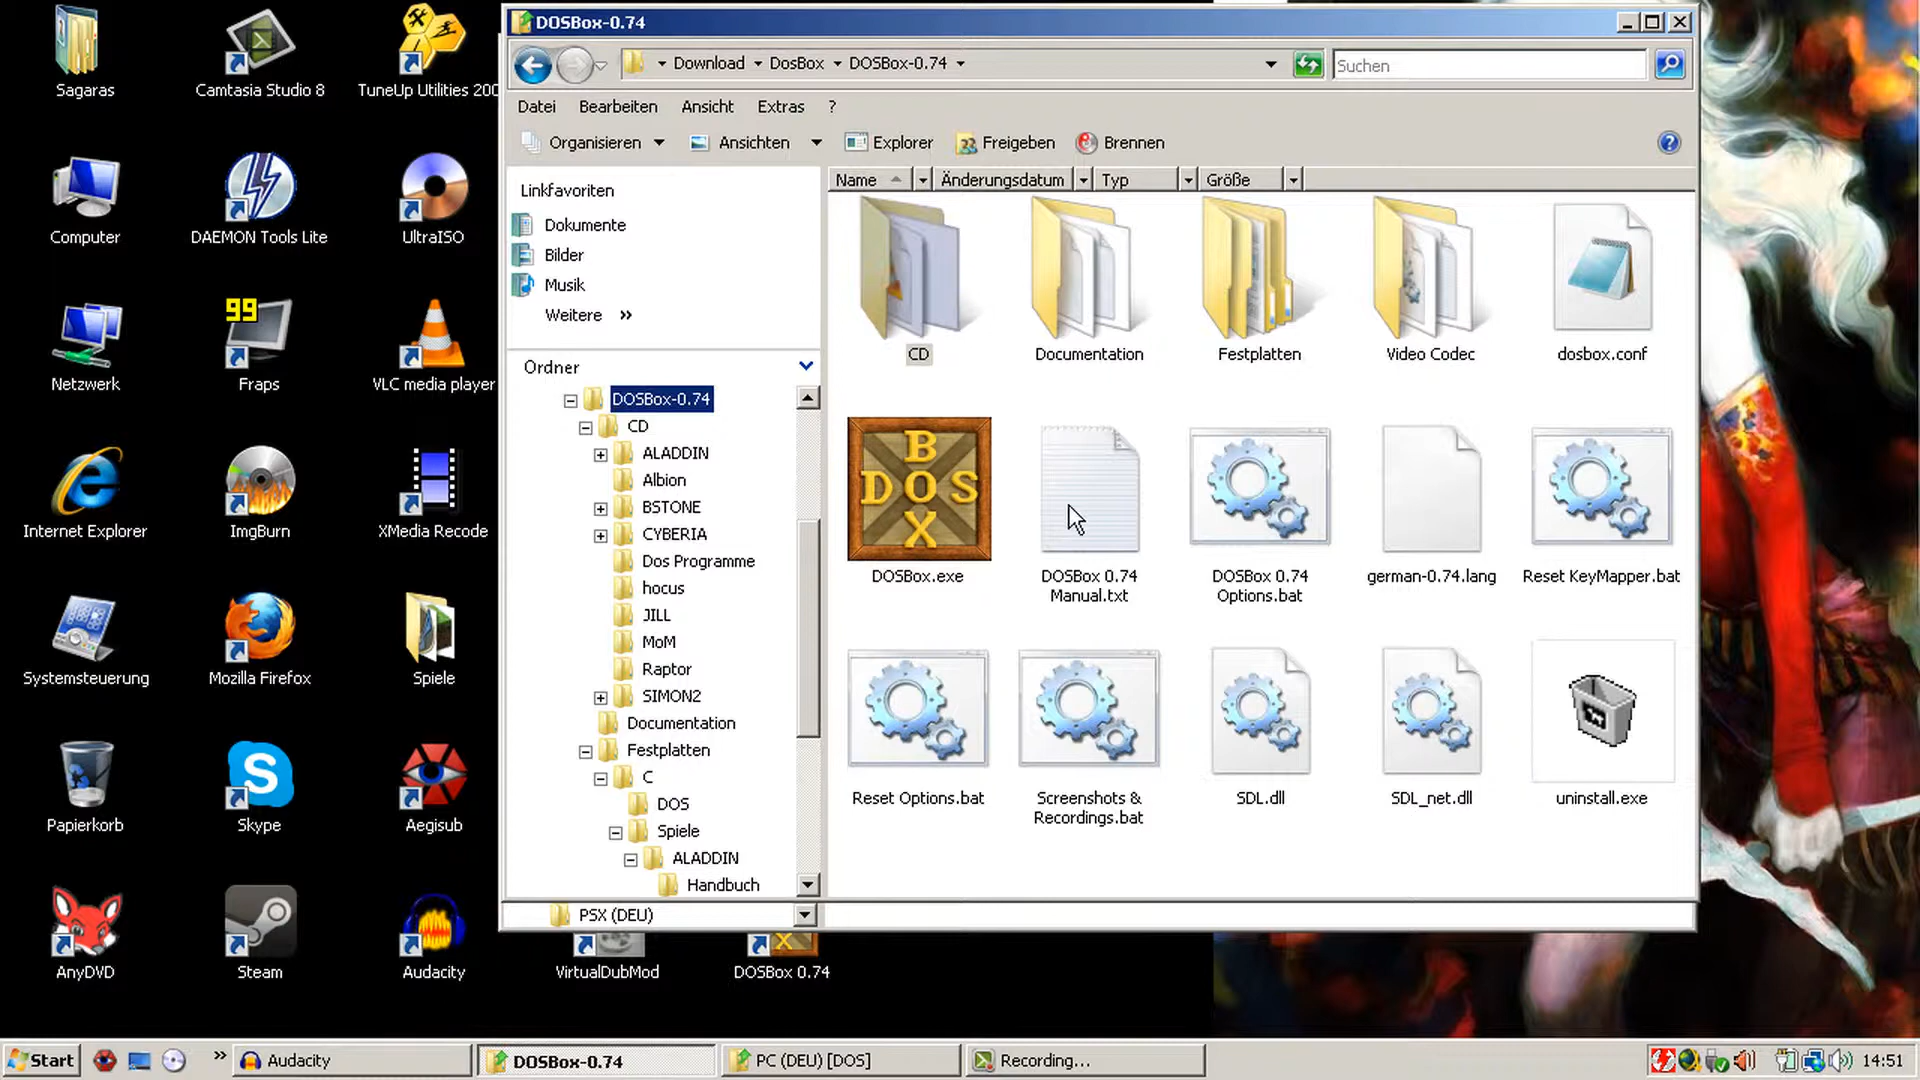 Sagaras
Camtasia Studio 8
TuneUp Utilities 200
Computer
DAEMON Tools Lite
UltraISO
Netzwerk
99
Fraps
VLC media player
Internet Explorer
ImgBurn
XMedia Recode
Systemsteuerung
Mozilla Firefox
Spiele
Papierkorb
Skype
Aegisub
AnyDVD
Steam
Audacity
VirtualDubMod
DOSBox 0.74
DOSBox-0.74
Download DosBox DOSBox-0.74
Suchen
Datei Bearbeiten Ansicht Extras ?
Organisieren Ansichten Explorer Freigeben Brennen
Linkfavoriten
Dokumente
Bilder
Musik
Weitere »
Ordner
DOSBox-0.74
CD
ALADDIN
Albion
BSTONE
CYBERIA
Dos Programme
hocus
JILL
MoM
Raptor
SIMON2
Documentation
Festplatten
C
DOS
Spiele
ALADDIN
Handbuch
PSX (DEU)
Name Änderungsdatum Typ Größe
CD
Documentation
Festplatten
Video Codec
dosbox.conf
DOS BOX
DOSBox.exe
DOSBox 0.74
Manual.txt
DOSBox 0.74
Options.bat
german-0.74.lang
Reset KeyMapper.bat
Reset Options.bat
Screenshots &
Recordings.bat
SDL.dll
SDL_net.dll
uninstall.exe
Start
»
Audacity
DOSBox-0.74
PC (DEU) [DOS]
Recording...
14:51